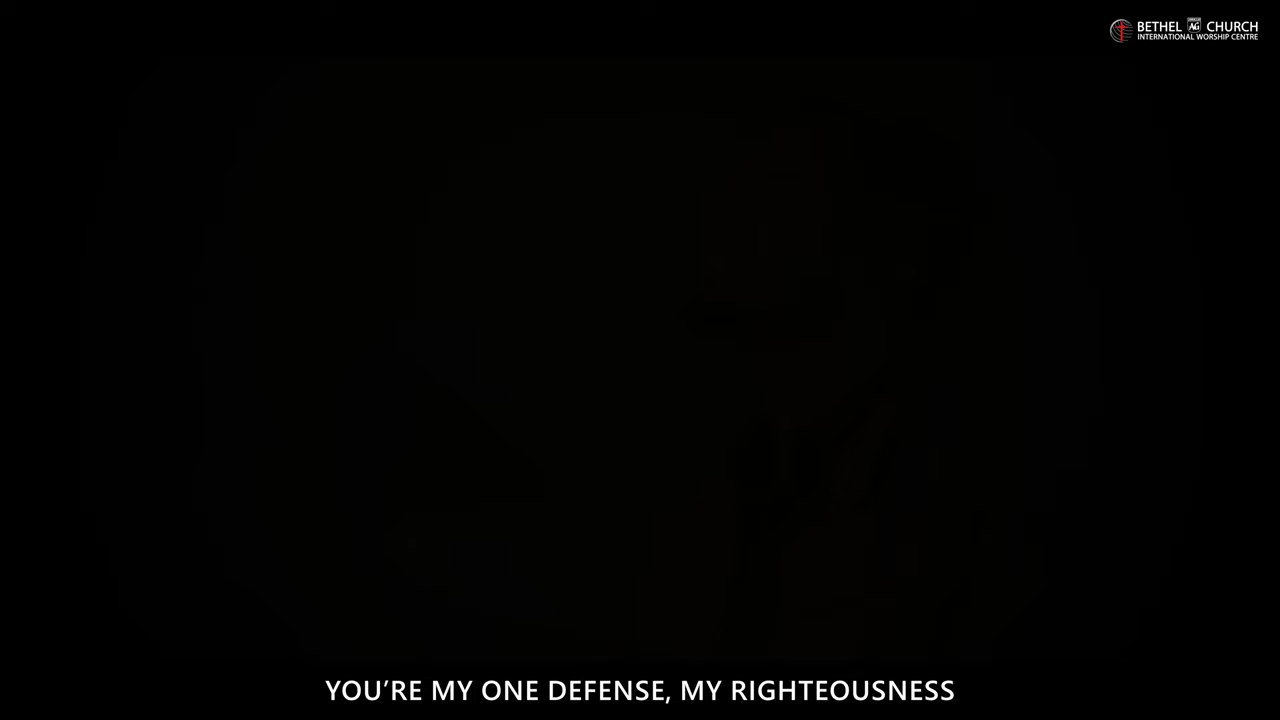 BETHEL AG CHURCH
INTERNATIONAL WORSHIP CENTRE
YOU'RE MY ONE DEFENSE, MY RIGHTEOUSNESS